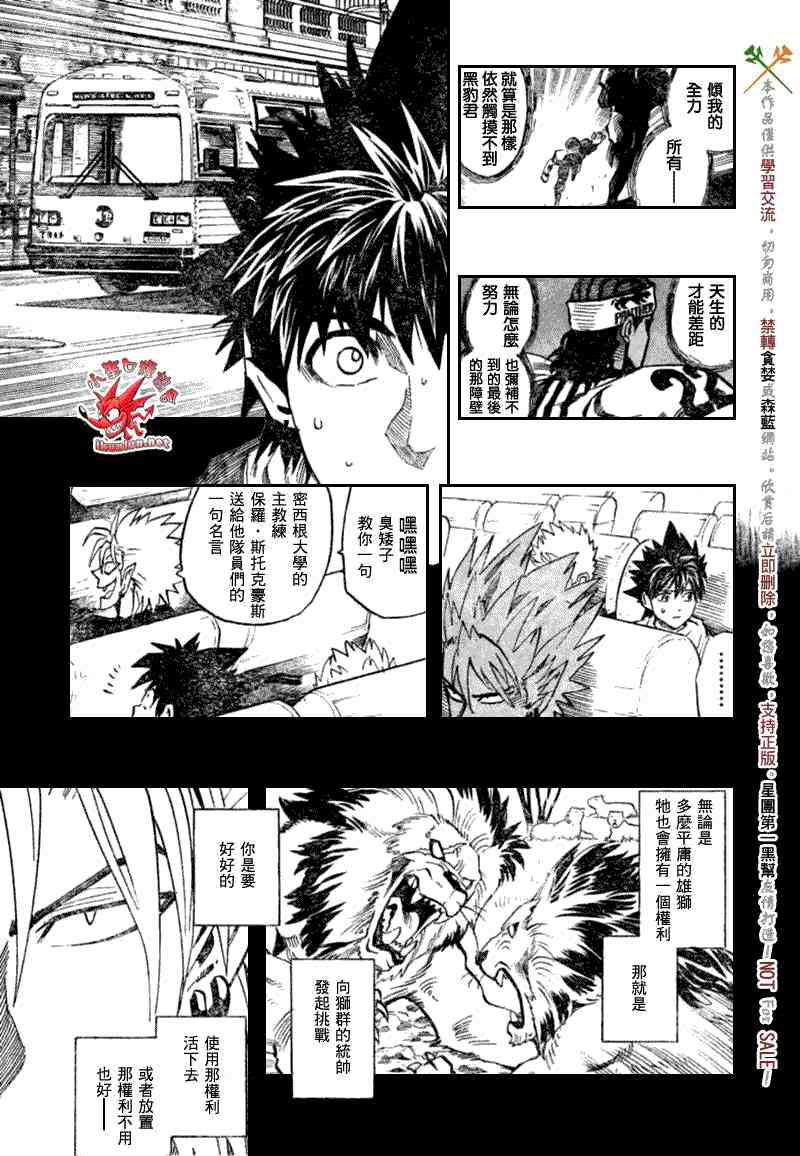 傾我的
全力
所有——
就算是那樣
依然觸摸不到
黑豹君
天生的
才能差距
無論怎麼
努力
也彌補不
到的最後
的那障壁
………
嘿嘿嘿
臭矮子
教你一句
密西根大學的
主教練
保羅·斯托克豪斯
送給他隊員們的
一句名言
無論是
多麼平庸的雄獅
牠也會擁有一個權利
那就是
向獅群的統帥
發起挑戰
你是要
好好的
使用那權利
活下去
或者放置
那權利不用
也好——
本作品僅供學習交流，切勿商用，禁轉貪婪或森藍網站。欣賞后請立即刪除，如您喜歡，支持正版。星團第一黑幫友情打造—NOT For SALE—